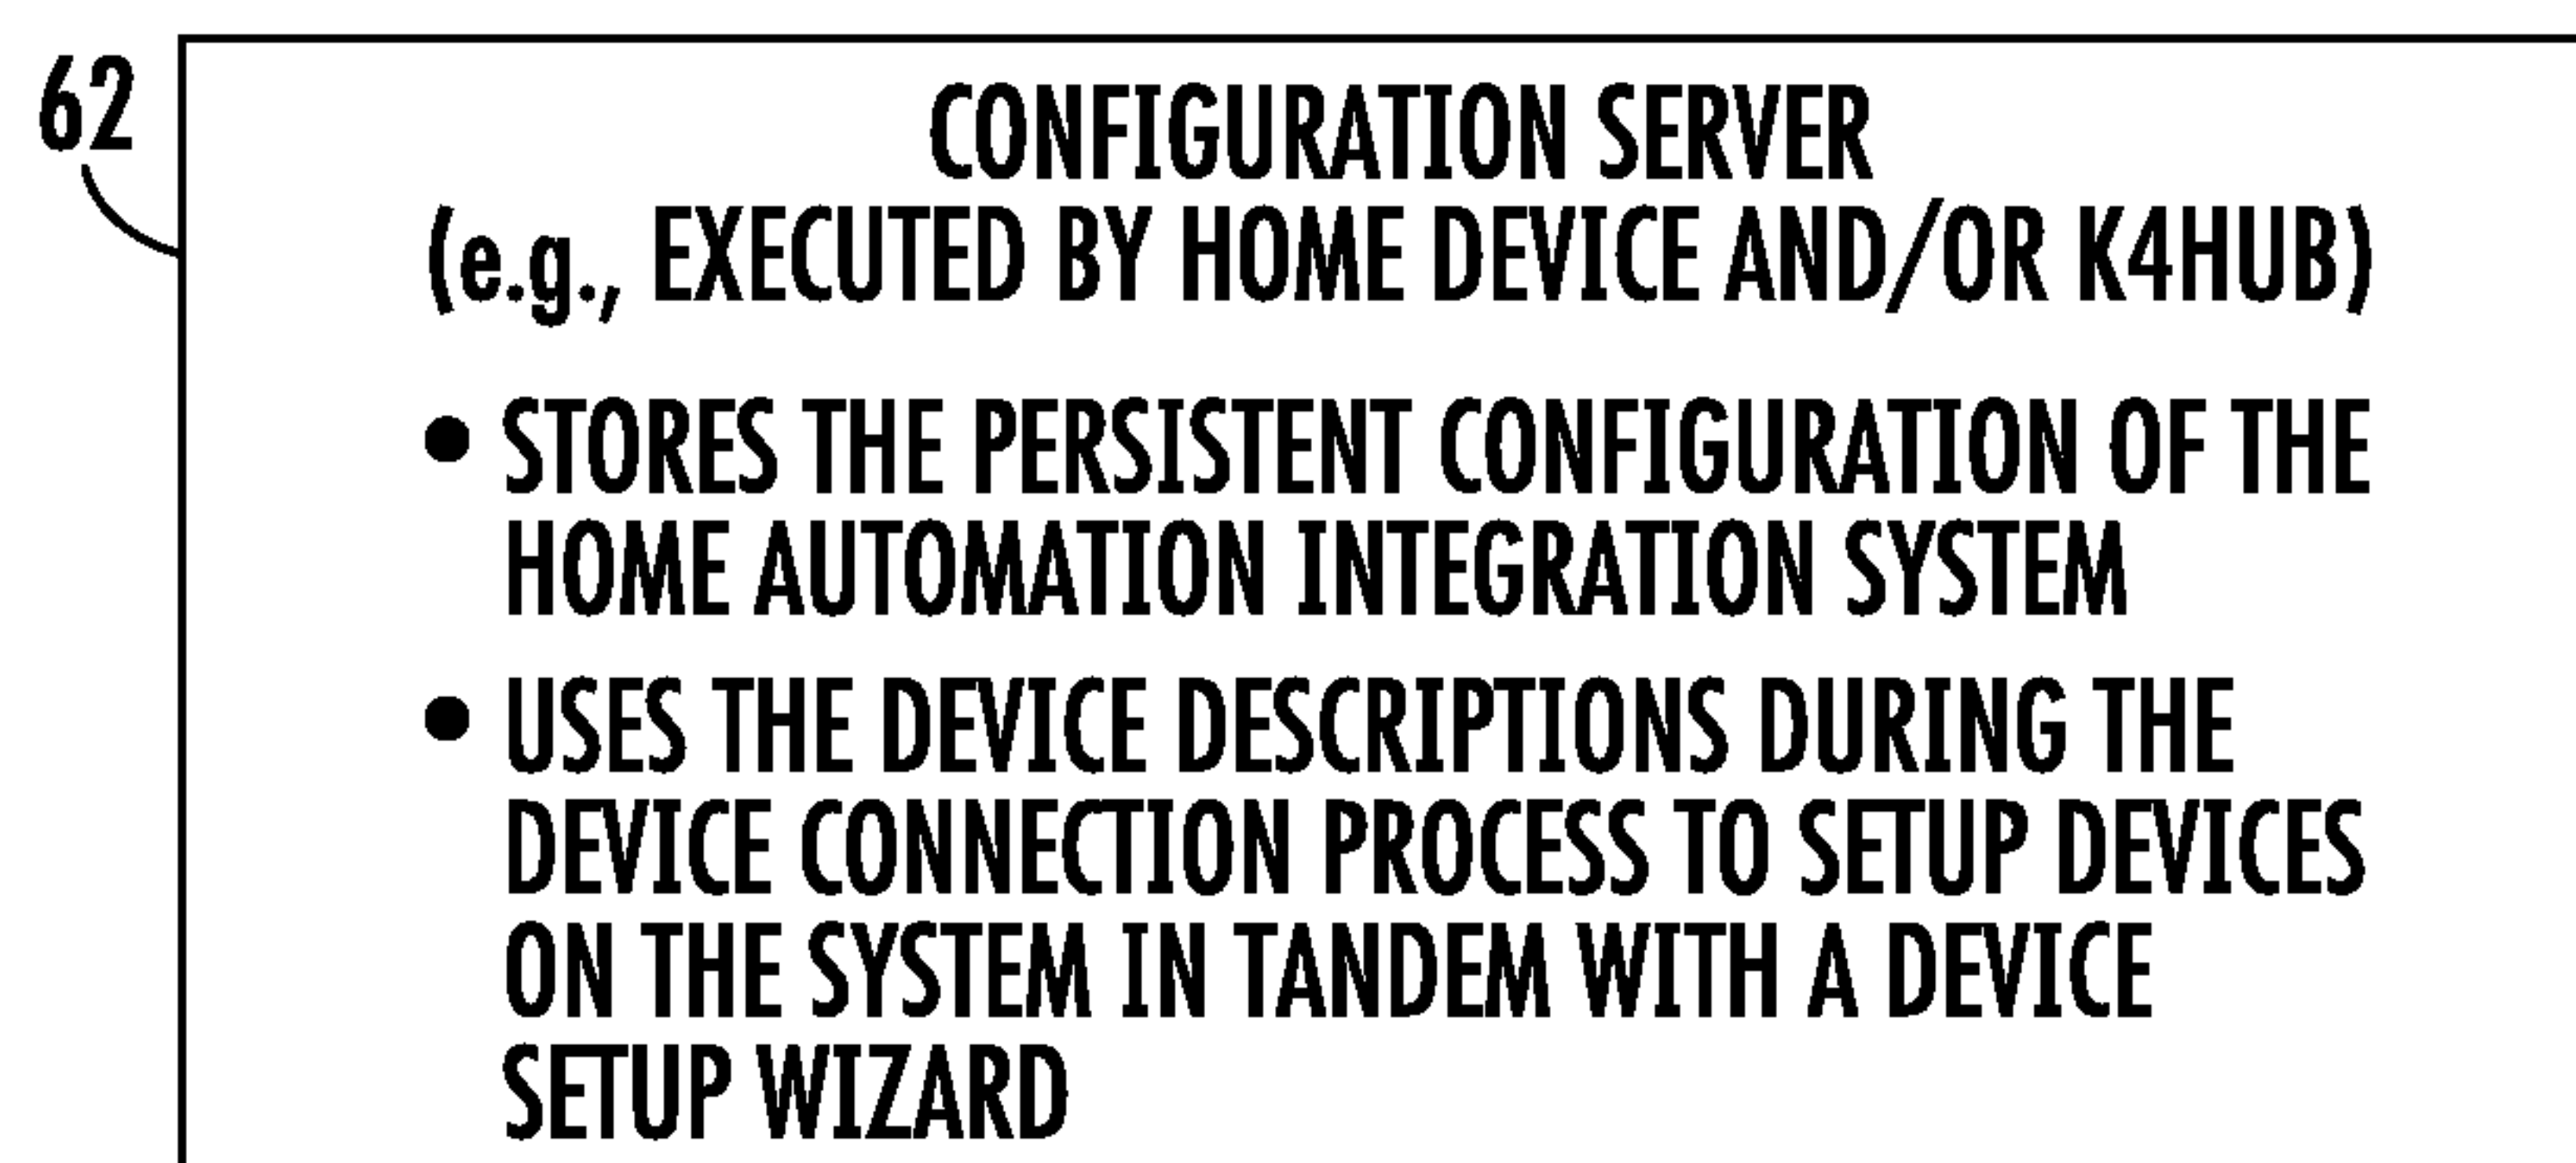 62
CONFIGURATION SERVER
(e.g., EXECUTED BY HOME DEVICE AND/OR K4HUB)
• STORES THE PERSISTENT CONFIGURATION OF THE
HOME AUTOMATION INTEGRATION SYSTEM
• USES THE DEVICE DESCRIPTIONS DURING THE
DEVICE CONNECTION PROCESS TO SETUP DEVICES
ON THE SYSTEM IN TANDEM WITH A DEVICE
SETUP WIZARD